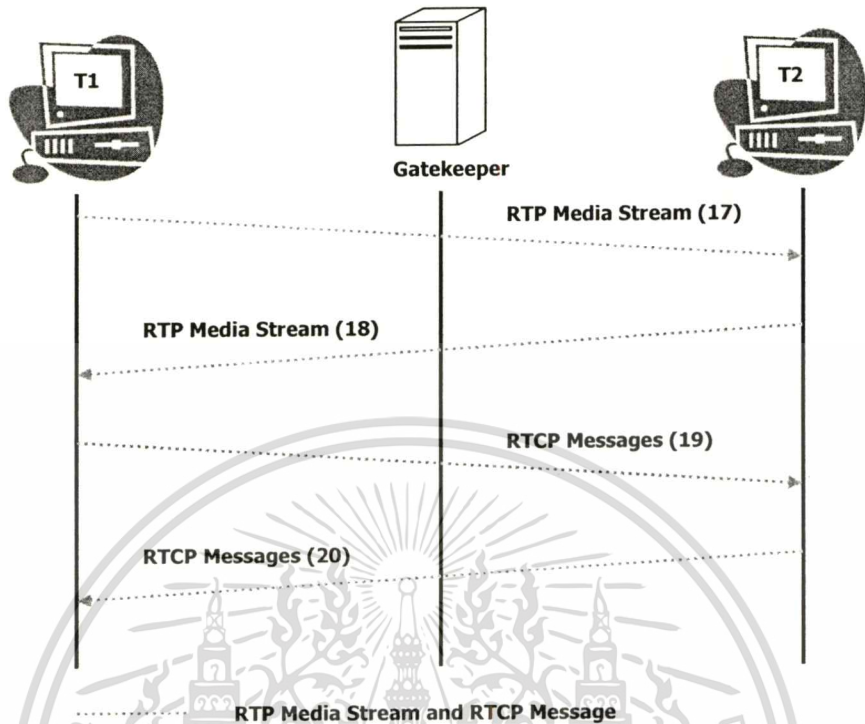 T1
T2
Gatekeeper
RTP Media Stream (17)
RTP Media Stream (18)
RTCP Messages (19)
RTCP Messages (20)
RTP Media Stream and RTCP Message